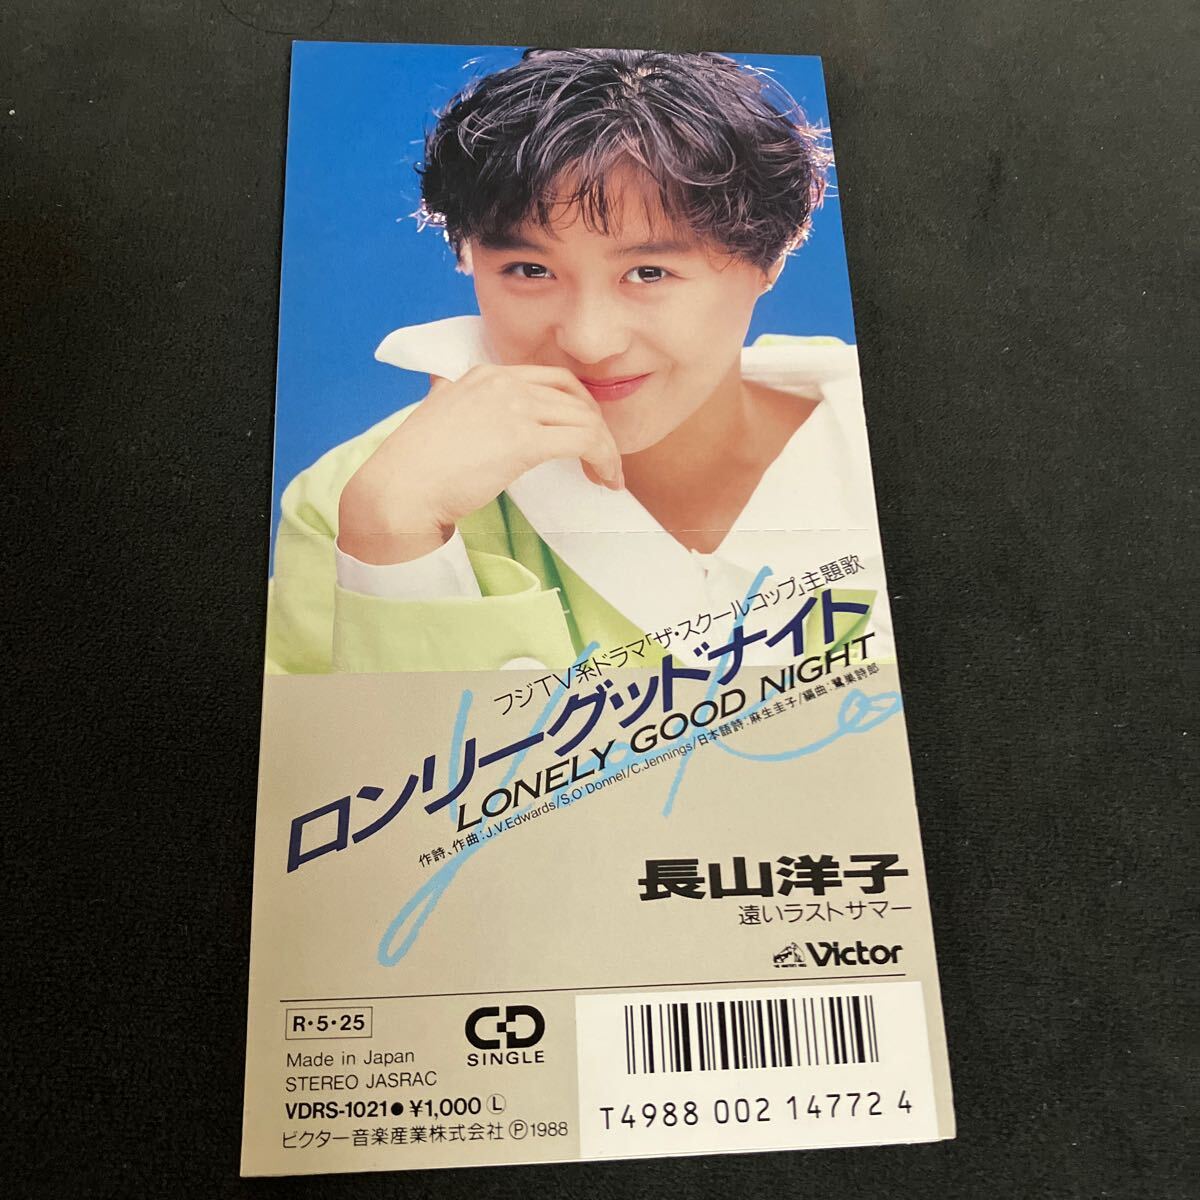 フジTV系ドラマ「ザ・スクールコップ」主題歌
ロンリーグッドナイト
LONELY GOOD NIGHT
作詩、作曲：J.V.Edwards/S.O'Donnel/C.Jennings/日本語詩：麻生圭子/編曲：鷺巣詩郎
長山洋子
遠いラストサマー
Victor
R・5・25
CD
SINGLE
Made in Japan
STEREO JASRAC
VDRS-1021● ¥1,000 Ⓛ
ビクター音楽産業株式会社 Ⓟ1988
T4988 002 14772 4